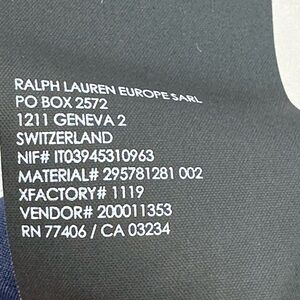 RALPH LAUREN EUROPE SARL
PO BOX 2572
1211 GENEVA 2
SWITZERLAND
NIF# IT03945310963
MATERIAL# 295781281 002
XFACTORY# 1119
VENDOR# 200011353
RN 77406 / CA 03234